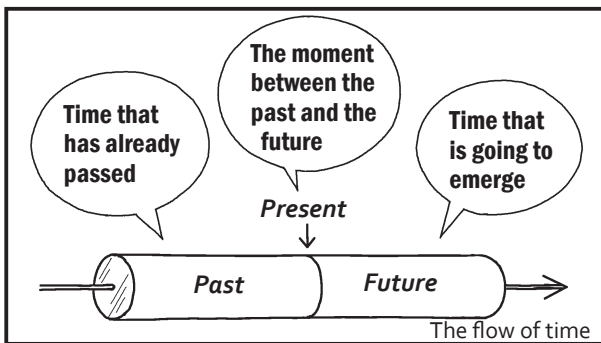 The moment
between the
past and the
future
Time that
has already
passed
Time that
is going to
emerge
Present
Past
Future
The flow of time